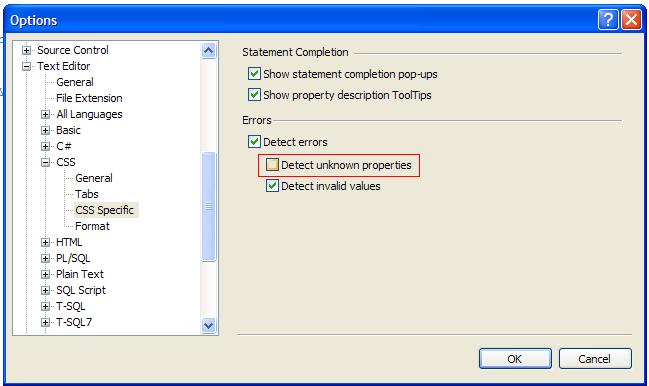 Options
Source Control
Text Editor
General
File Extension
All Languages
Basic
C#
CSS
General
Tabs
CSS Specific
Format
HTML
PL/SQL
Plain Text
SQL Script
T-SQL
T-SQL7
Statement Completion
Show statement completion pop-ups
Show property description ToolTips
Errors
Detect errors
Detect unknown properties
Detect invalid values
OK
Cancel